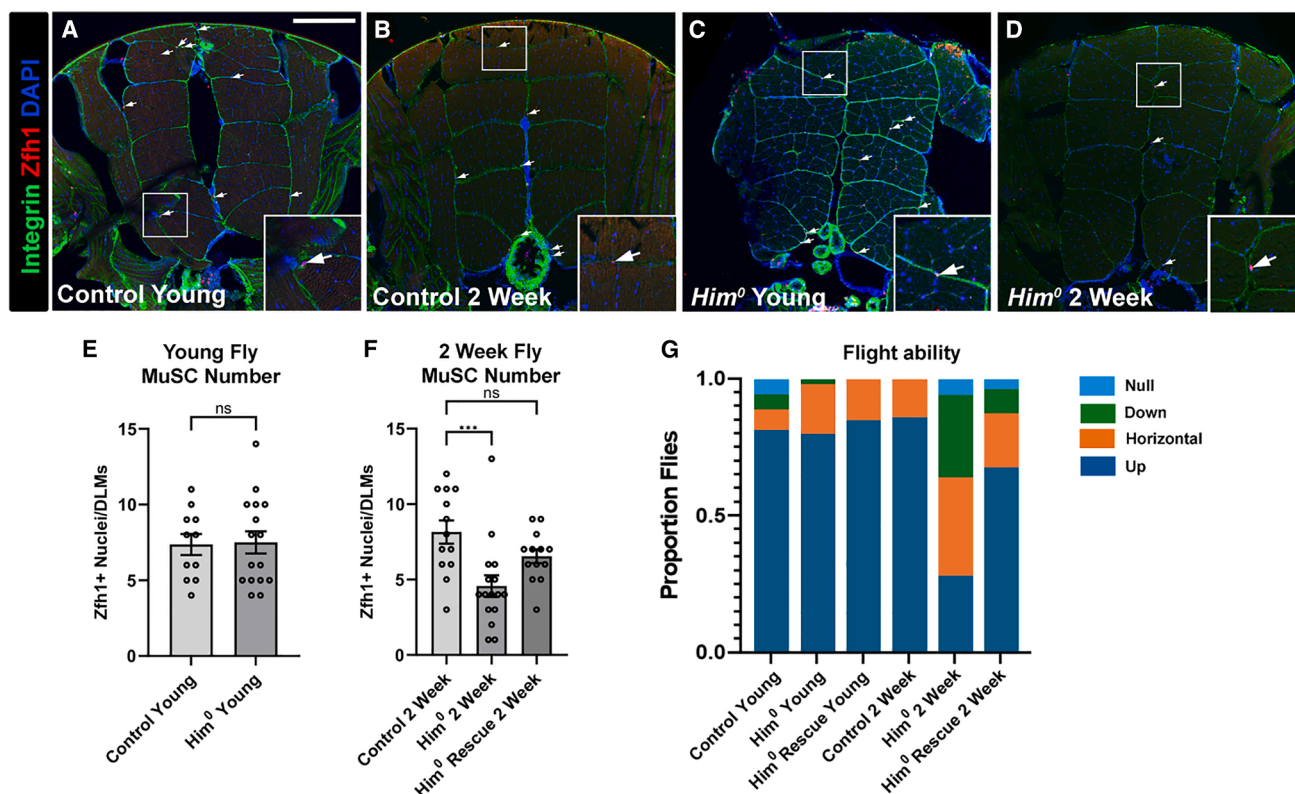 Integrin Zfh1 DAPI
A
Control Young
B
Control 2 Week
C
Him⁰ Young
D
Him⁰ 2 Week
E
Young Fly
MuSC Number
ns
15
10
5
0
Zfh1+ Nuclei/DLMs
Control Young
Him⁰ Young
F
2 Week Fly
MuSC Number
ns
***
15
10
5
0
Zfh1+ Nuclei/DLMs
Control 2 Week
Him⁰ 2 Week
Him⁰ Rescue 2 Week
G
Flight ability
1.0
0.5
0.0
Proportion Flies
Control Young
Him⁰ Young
Him⁰ Rescue Young
Control 2 Week
Him⁰ 2 Week
Him⁰ Rescue 2 Week
Null
Down
Horizontal
Up